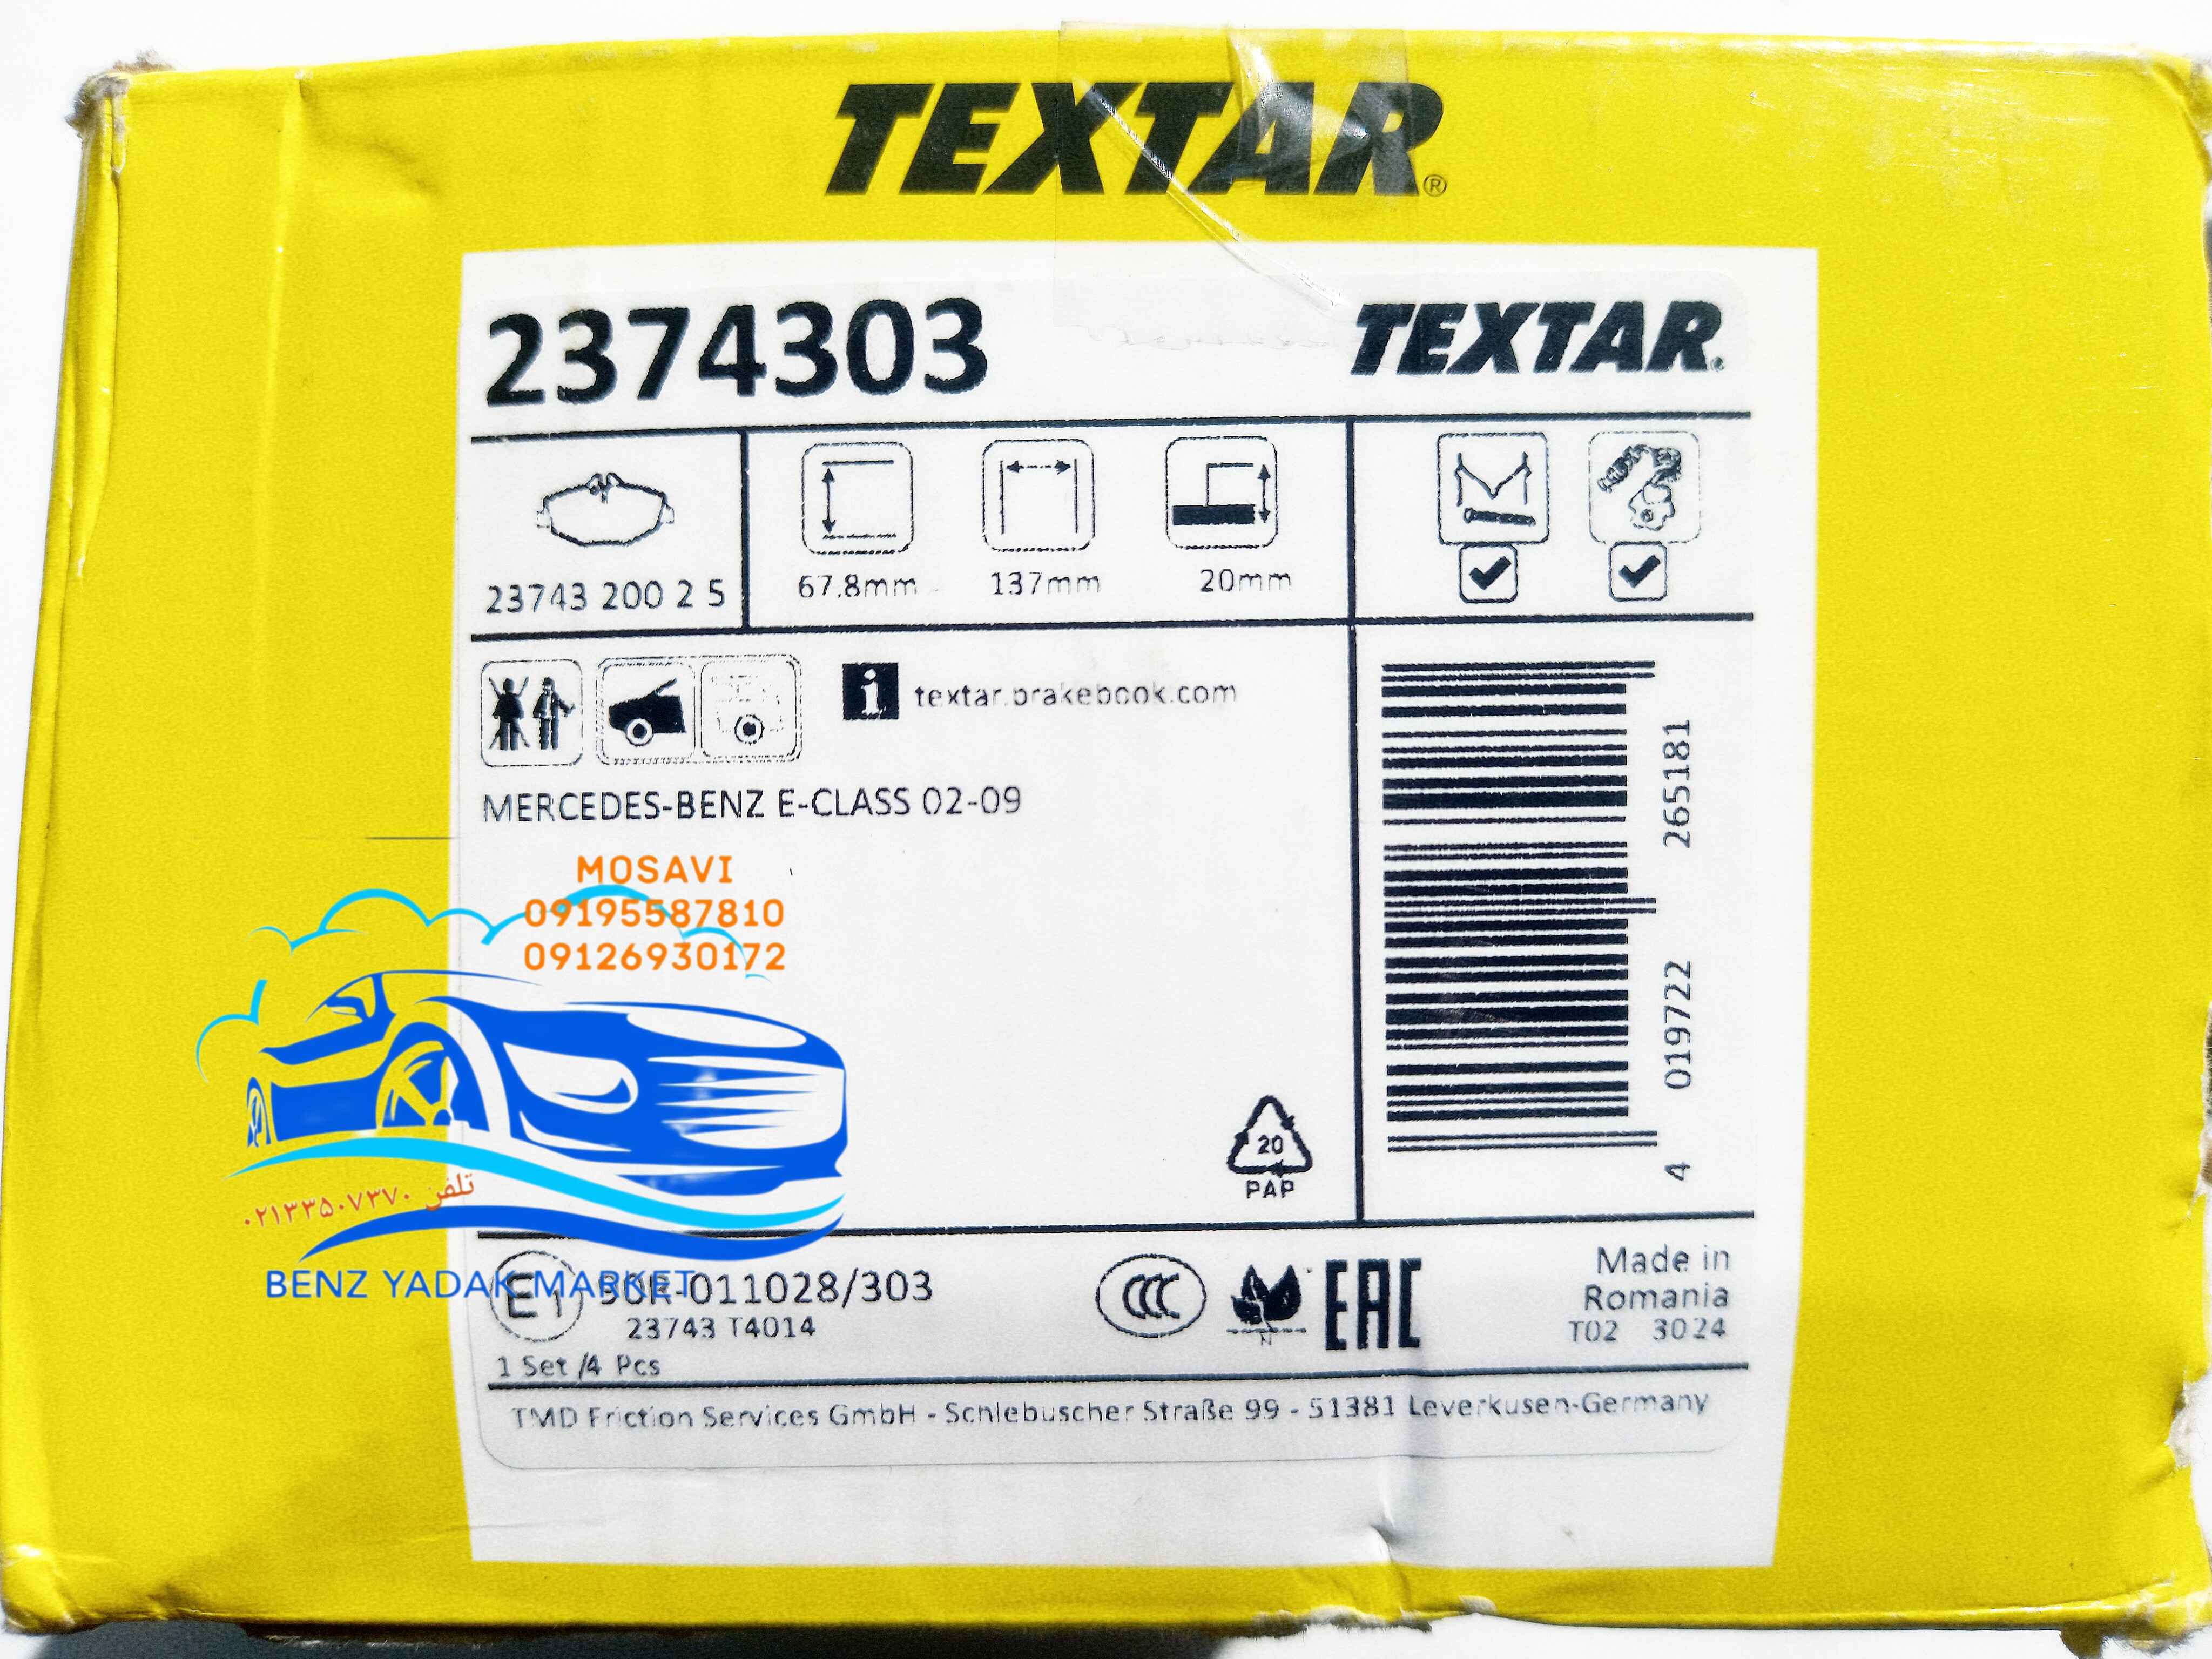 TEXTAR®
2374303
TEXTAR®
23743 200 2 5
67.8mm
137mm
20mm
i textar.brakebook.com
MERCEDES-BENZ E-CLASS 02-09
MOSAVI
09195587810
09126930172
تلفن ۰۲۱۳۳۵۰۷۳۷۰
BENZ YADAK MARKET
4 019722 265181
20
PAP
E1 90R-011028/303
23743 T4014
1 Set /4 Pcs
CCC
EAC
Made in
Romania
T02 3024
TMD Friction Services GmbH - Schlebuscher Straße 99 - 51381 Leverkusen-Germany